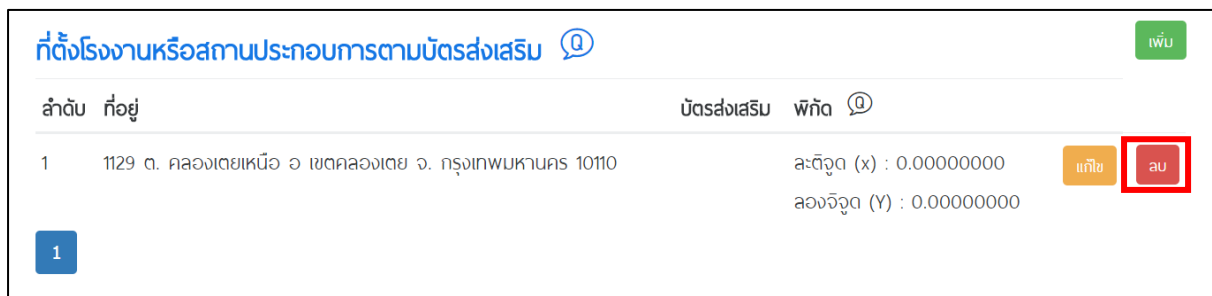 ที่ตั้งโรงงานหรือสถานประกอบการตามบัตรส่งเสริม Q เพิ่ม
ลำดับ ที่อยู่ บัตรส่งเสริม พิกัด Q
1 1129 ต. คลองเตยเหนือ อ เขตคลองเตย จ. กรุงเทพมหานคร 10110 ละติจูด (x) : 0.00000000 แก้ไข ลบ
ลองจิจูด (Y) : 0.00000000
1